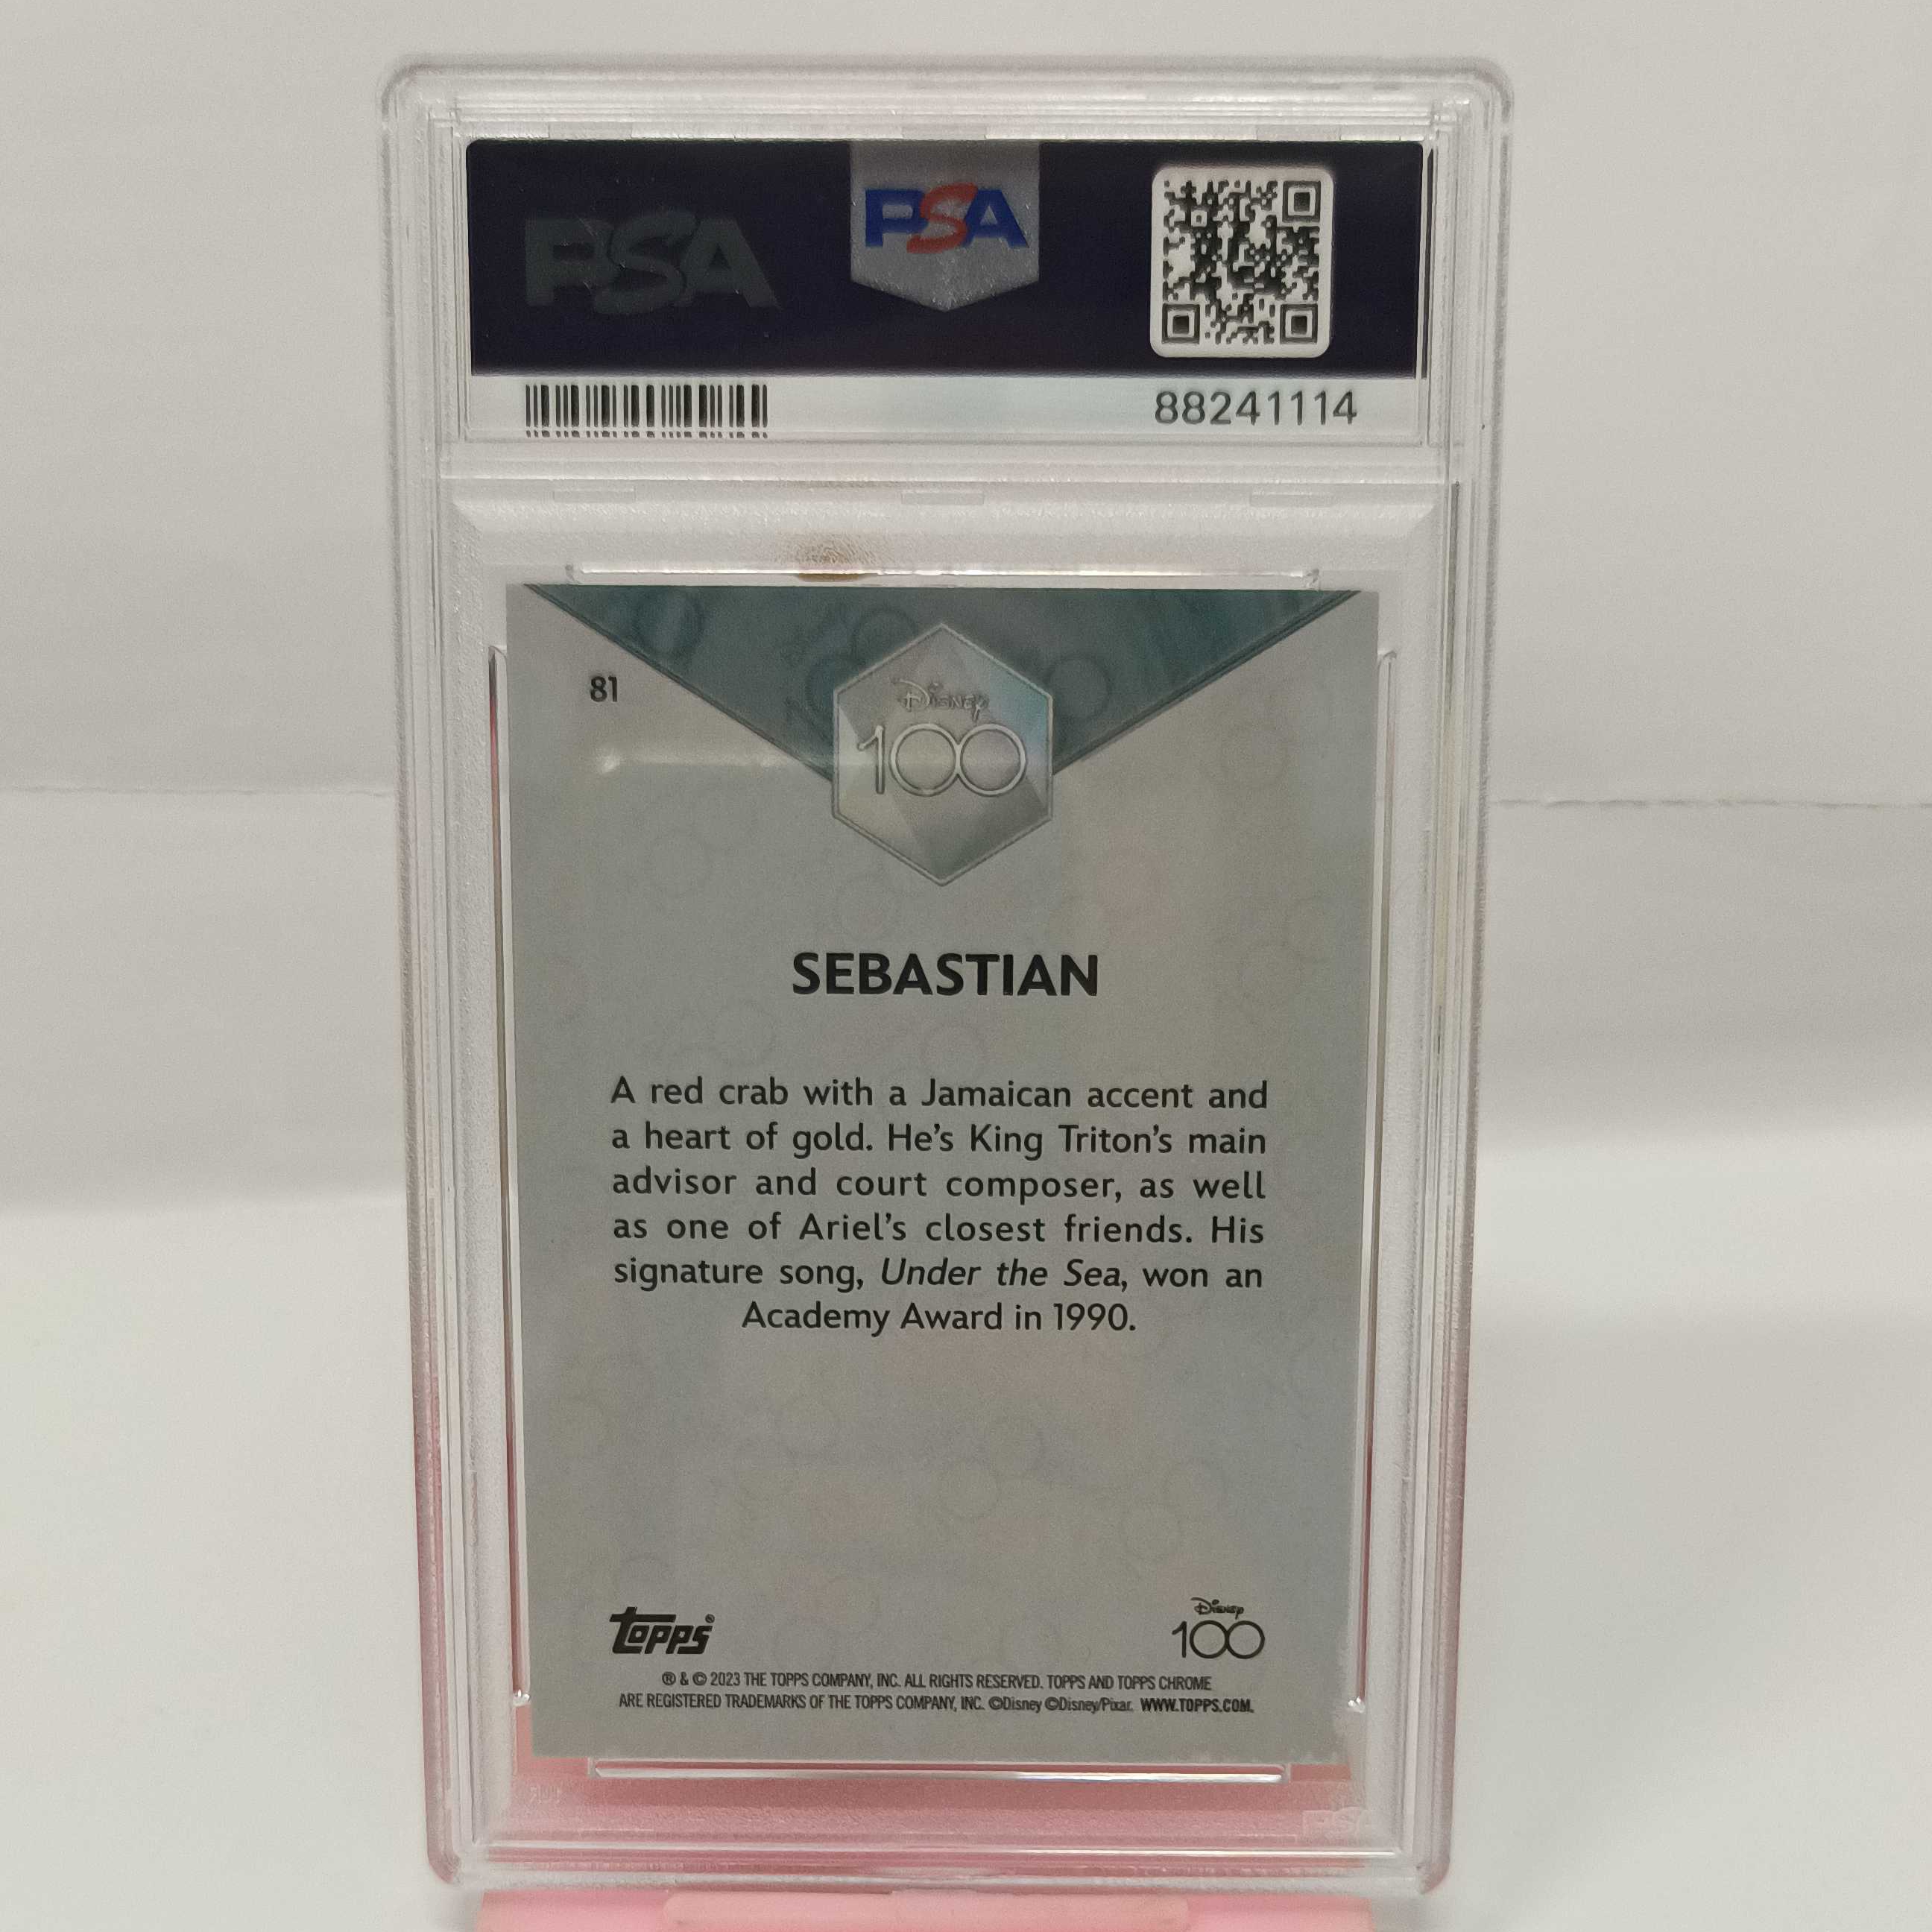 PSA
PSA
88241114
81
Disney
100
SEBASTIAN
A red crab with a Jamaican accent and
a heart of gold. He’s King Triton’s main
advisor and court composer, as well
as one of Ariel’s closest friends. His
signature song, Under the Sea, won an
Academy Award in 1990.
topps®
Disney
100
® & © 2023 THE TOPPS COMPANY, INC. ALL RIGHTS RESERVED. TOPPS AND TOPPS CHROME
ARE REGISTERED TRADEMARKS OF THE TOPPS COMPANY, INC. ©Disney ©Disney/Pixar. WWW.TOPPS.COM.